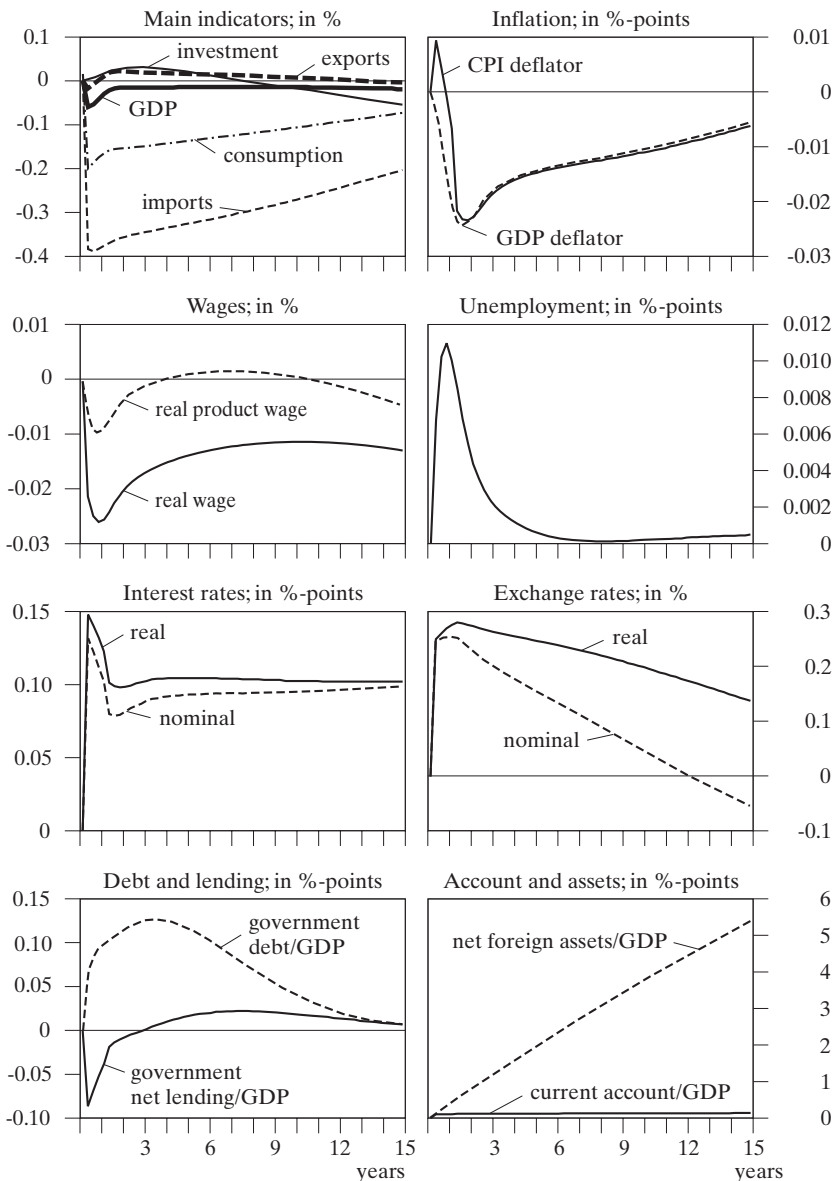 Main indicators; in %
0.1
0
-0.1
-0.2
-0.3
-0.4
investment
exports
GDP
consumption
imports
Inflation; in %-points
0.01
0
-0.01
-0.02
-0.03
CPI deflator
GDP deflator
Wages; in %
0.01
0
-0.01
-0.02
-0.03
real product wage
real wage
Unemployment; in %-points
0.012
0.010
0.008
0.006
0.004
0.002
0
Interest rates; in %-points
0.15
0.10
0.05
0
real
nominal
Exchange rates; in %
0.3
0.2
0.1
0
-0.1
real
nominal
Debt and lending; in %-points
0.15
0.10
0.05
0
-0.05
-0.10
government
debt/GDP
government
net lending/GDP
3 6 9 12 15
years
Account and assets; in %-points
6
5
4
3
2
1
0
net foreign assets/GDP
current account/GDP
3 6 9 12 15
years